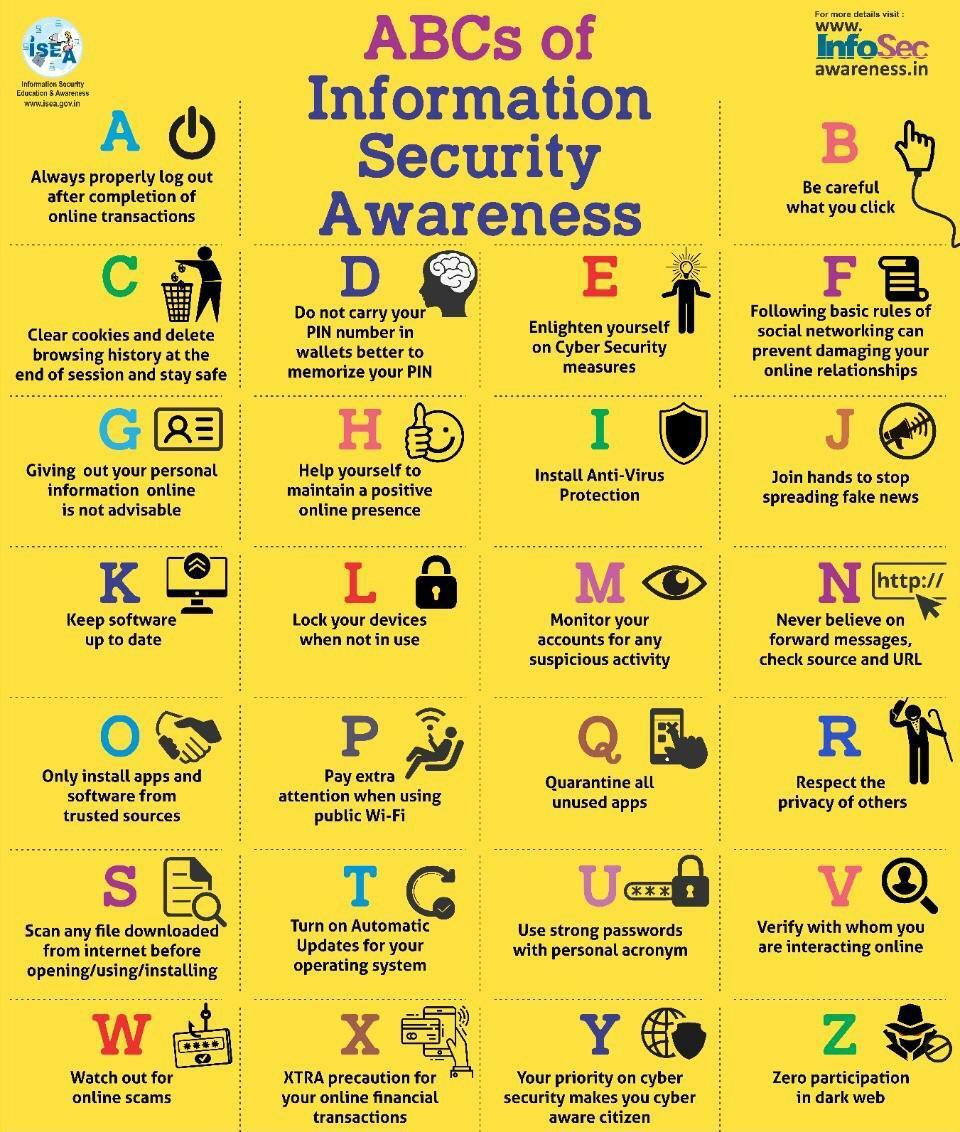 iSEA
Information Security
Education & Awareness
www.isea.gov.in
ABCs of
Information
Security
Awareness
For more details visit :
www.
InfoSec
awareness.in
A
Always properly log out
after completion of
online transactions
B
Be careful
what you click
C
Clear cookies and delete
browsing history at the
end of session and stay safe
D
Do not carry your
PIN number in
wallets better to
memorize your PIN
E
Enlighten yourself
on Cyber Security
measures
F
Following basic rules of
social networking can
prevent damaging your
online relationships
G
Giving out your personal
information online
is not advisable
H
Help yourself to
maintain a positive
online presence
I
Install Anti-Virus
Protection
J
Join hands to stop
spreading fake news
K
Keep software
up to date
L
Lock your devices
when not in use
M
Monitor your
accounts for any
suspicious activity
N
http://
Never believe on
forward messages,
check source and URL
O
Only install apps and
software from
trusted sources
P
Pay extra
attention when using
public Wi-Fi
Q
Quarantine all
unused apps
R
Respect the
privacy of others
S
Scan any file downloaded
from internet before
opening/using/installing
T
Turn on Automatic
Updates for your
operating system
U
***
Use strong passwords
with personal acronym
V
Verify with whom you
are interacting online
W
****
Watch out for
online scams
X
XTRA precaution for
your online financial
transactions
Y
Your priority on cyber
security makes you cyber
aware citizen
Z
Zero participation
in dark web